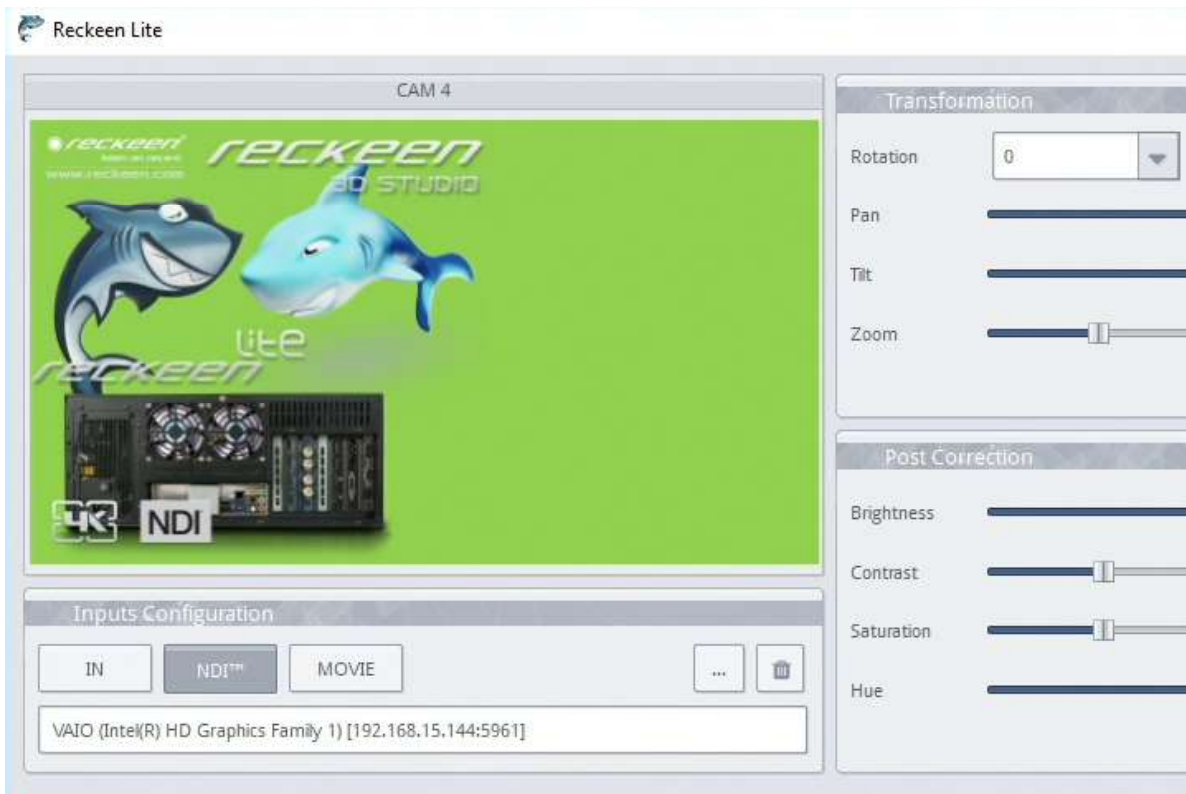 Reckeen Lite
CAM 4
reckeen
www.reckeen.com
reckeen
3D STUDIO
lite
reckeen
4K
NDI
Inputs Configuration
IN
NDI™
MOVIE
...
VAIO (Intel(R) HD Graphics Family 1) [192.168.15.144:5961]
Transformation
Rotation
0
Pan
Tilt
Zoom
Post Correction
Brightness
Contrast
Saturation
Hue